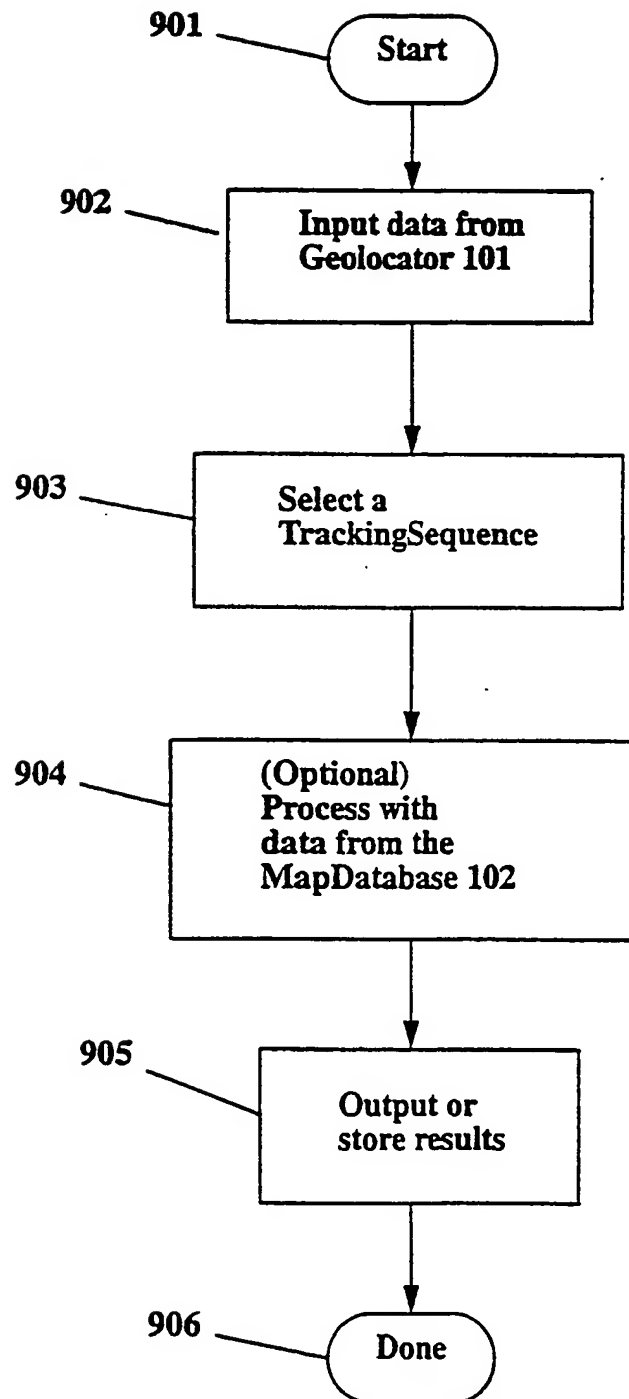 901
Start
902
Input data from
Geolocator 101
903
Select a
TrackingSequence
904
(Optional)
Process with
data from the
MapDatabase 102
905
Output or
store results
906
Done